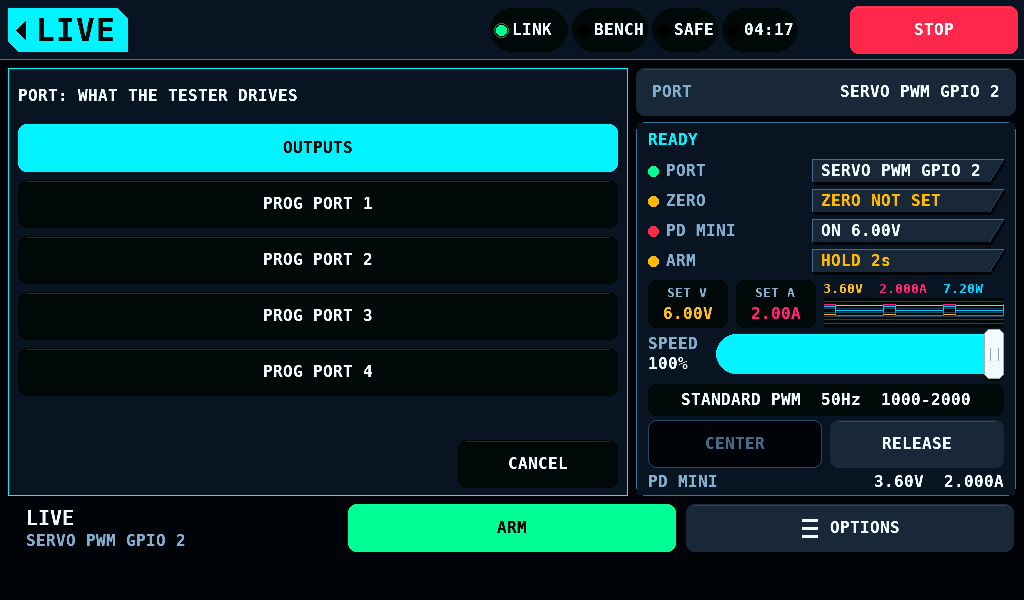 LIVE
LINK
BENCH
SAFE
04:17
STOP
PORT: WHAT THE TESTER DRIVES
OUTPUTS
PROG PORT 1
PROG PORT 2
PROG PORT 3
PROG PORT 4
CANCEL
PORT SERVO PWM GPIO 2
READY
PORT SERVO PWM GPIO 2
ZERO ZERO NOT SET
PD MINI ON 6.00V
ARM HOLD 2s
SET V
6.00V
SET A
2.00A
3.60V 2.000A 7.20W
SPEED
100%
STANDARD PWM 50Hz 1000-2000
CENTER
RELEASE
PD MINI 3.60V 2.000A
LIVE
SERVO PWM GPIO 2
ARM
OPTIONS